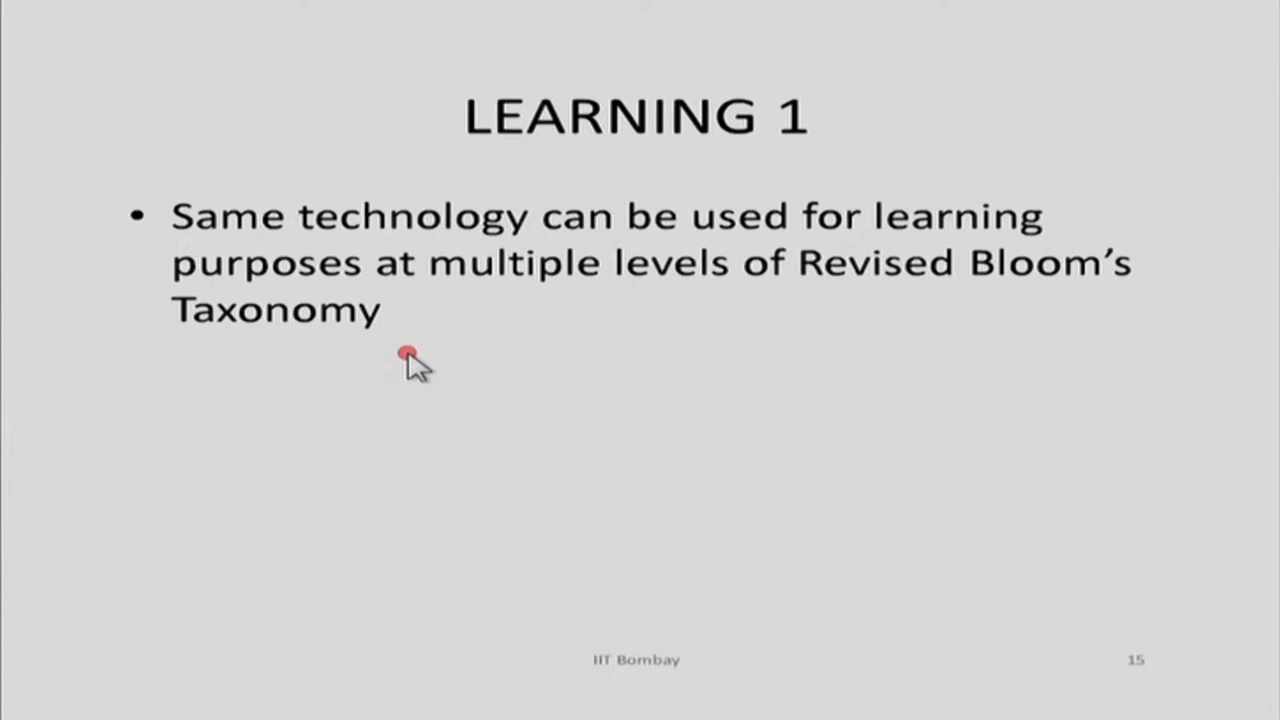 LEARNING 1
• Same technology can be used for learning
purposes at multiple levels of Revised Bloom’s
Taxonomy
IIT Bombay
15